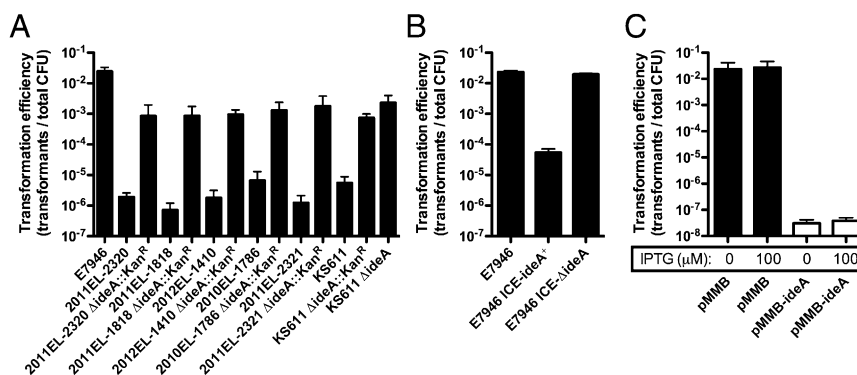 A
Transformation efficiency
(transformants / total CFU)
10⁻¹
10⁻²
10⁻³
10⁻⁴
10⁻⁵
10⁻⁶
10⁻⁷
E7946
2011EL-2320
2011EL-2320 ΔideA::Kanᴿ
2011EL-1818
2011EL-1818 ΔideA::Kanᴿ
2012EL-1410
2012EL-1410 ΔideA::Kanᴿ
2010EL-1786
2010EL-1786 ΔideA::Kanᴿ
2011EL-2321
2011EL-2321 ΔideA::Kanᴿ
KS611
KS611 ΔideA::Kanᴿ
KS611 ΔideA
B
Transformation efficiency
(transformants / total CFU)
10⁻¹
10⁻²
10⁻³
10⁻⁴
10⁻⁵
10⁻⁶
10⁻⁷
E7946
E7946 ICE-ideA⁺
E7946 ICE-ΔideA
C
Transformation efficiency
(transformants / total CFU)
10⁻¹
10⁻²
10⁻³
10⁻⁴
10⁻⁵
10⁻⁶
10⁻⁷
10⁻⁸
IPTG (μM): 0 100 0 100
pMMB
pMMB
pMMB-ideA
pMMB-ideA